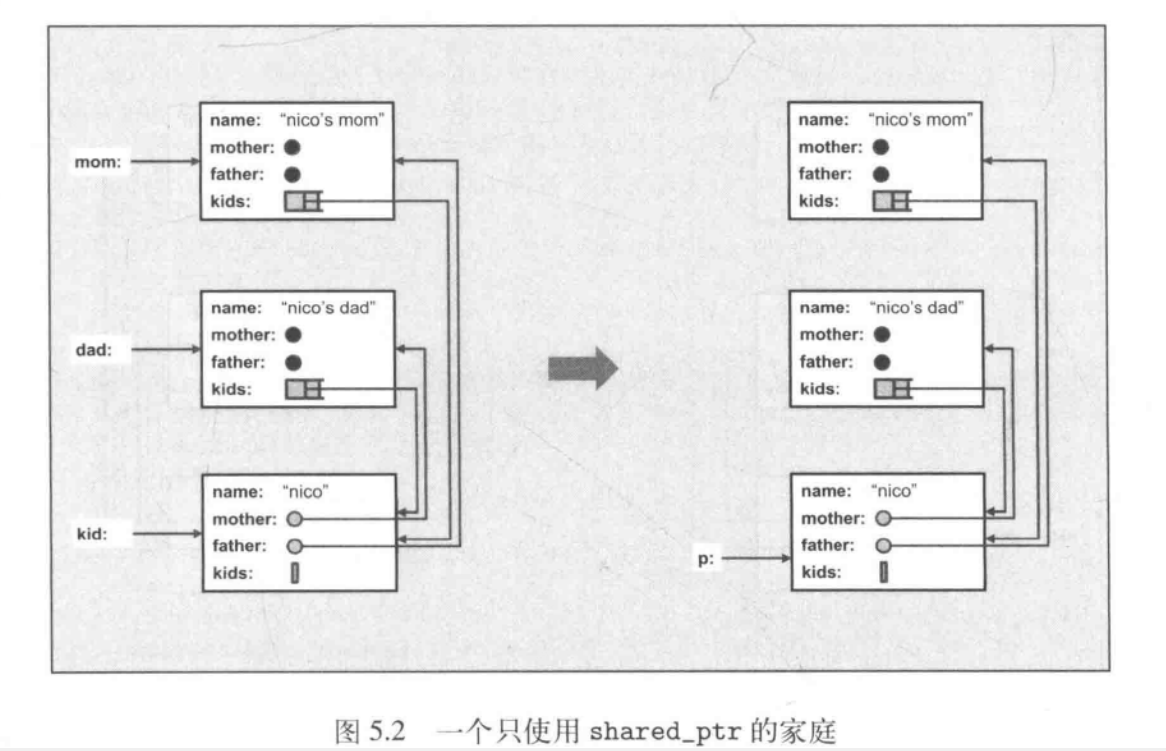 name: “nico’s mom”
mother:
father:
kids:
mom:
name: “nico’s dad”
mother:
father:
kids:
dad:
name: “nico”
mother:
father:
kids:
kid:
name: “nico’s mom”
mother:
father:
kids:
name: “nico’s dad”
mother:
father:
kids:
name: “nico”
mother:
father:
kids:
p:
图 5.2 一个只使用 shared_ptr 的家庭